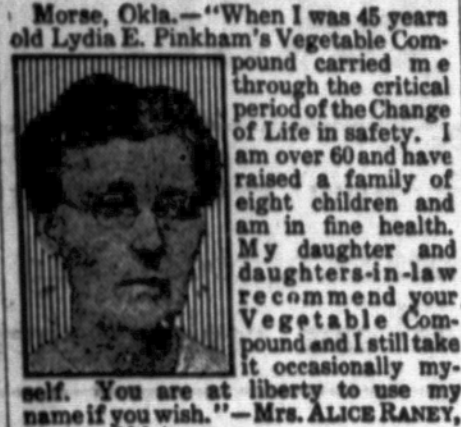 Morse, Okla.—"When I was 45 years
old Lydia E. Pinkham's Vegetable Com-
pound carried me
through the critical
period of the Change
of Life in safety. I
am over 60 and have
raised a family of
eight children and
am in fine health.
My daughter and
daughters-in-law
recommend your
Vegetable Com-
pound and I still take
it occasionally my-
self. You are at liberty to use my
name if you wish."—Mrs. ALICE RANEY,